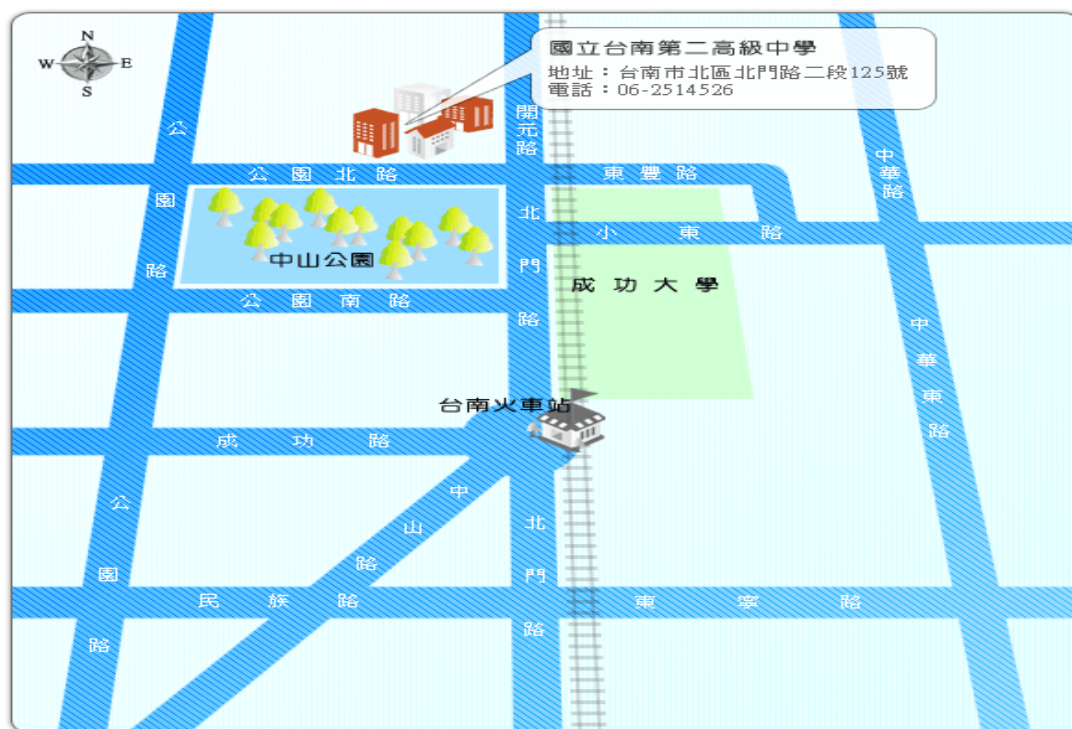 N
W E
S
國立台南第二高級中學
地址：台南市北區北門路二段125號
電話：06-2514526
公園路
開元路
中華路
公園北路
東豐路
北門路
小東路
中山公園
成功大學
公園南路
中華東路
台南火車站
成功路
中山路
公園路
北門路
民族路
東寧路